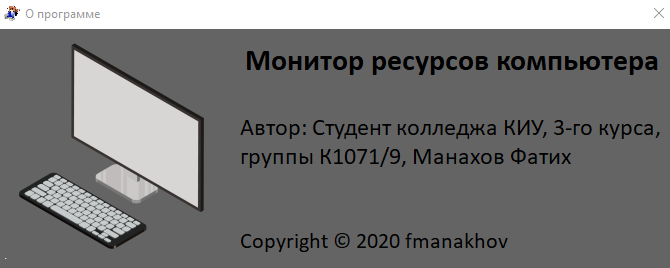 О программе
Монитор ресурсов компьютера
Автор: Студент колледжа КИУ, 3-го курса,
группы К1071/9, Манахов Фатих
Copyright © 2020 fmanakhov